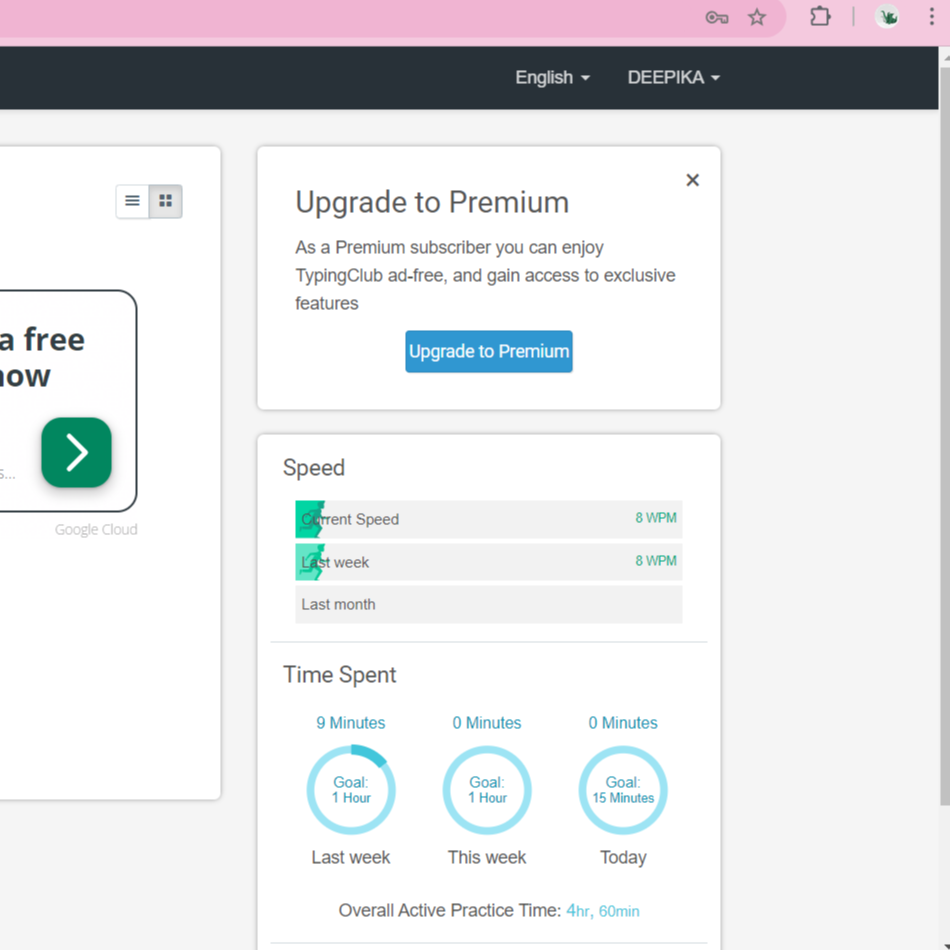 English
DEEPIKA
a free
now
s...
Google Cloud
Upgrade to Premium
As a Premium subscriber you can enjoy
TypingClub ad-free, and gain access to exclusive
features
Upgrade to Premium
Speed
Current Speed 8 WPM
Last week 8 WPM
Last month
Time Spent
9 Minutes 0 Minutes 0 Minutes
Goal: Goal: Goal:
1 Hour 1 Hour 15 Minutes
Last week This week Today
Overall Active Practice Time: 4hr, 60min